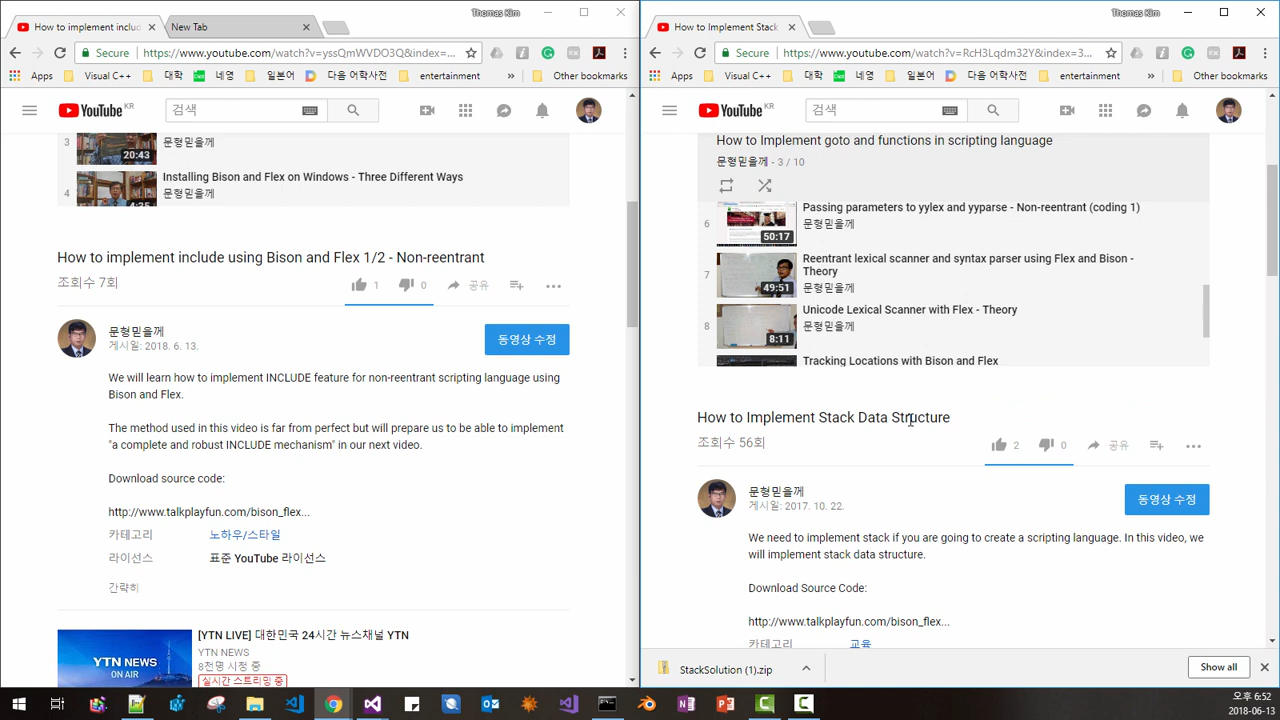 Thomas Kim
How to implement includ
New Tab
Secure
https://www.youtube.com/watch?v=yssQmWVDO3Q&index=...
Apps
Visual C++
대학
네영
일본어
다음 어학사전
entertainment
»
Other bookmarks
YouTube KR
검색
3
20:43
문형믿을께
4
Installing Bison and Flex on Windows - Three Different Ways
문형믿을께
How to implement include using Bison and Flex 1/2 - Non-reentrant
조회수 7회
1
0
공유
문형믿을께
게시일: 2018. 6. 13.
동영상 수정
We will learn how to implement INCLUDE feature for non-reentrant scripting language using
Bison and Flex.
The method used in this video is far from perfect but will prepare us to be able to implement
"a complete and robust INCLUDE mechanism" in our next video.
Download source code:
http://www.talkplayfun.com/bison_flex...
카테고리
노하우/스타일
라이선스
표준 YouTube 라이선스
간략히
YTN NEWS
ON AIR
[YTN LIVE] 대한민국 24시간 뉴스채널 YTN
YTN NEWS
8천명 시청 중
실시간 스트리밍 중
Thomas Kim
How to Implement Stack
Secure
https://www.youtube.com/watch?v=RcH3Lqdm32Y&index=3...
Apps
Visual C++
대학
네영
일본어
다음 어학사전
entertainment
»
Other bookmarks
YouTube KR
검색
How to Implement goto and functions in scripting language
문형믿을께 - 3 / 10
6
50:17
Passing parameters to yylex and yyparse - Non-reentrant (coding 1)
문형믿을께
7
49:51
Reentrant lexical scanner and syntax parser using Flex and Bison -
Theory
문형믿을께
8
8:11
Unicode Lexical Scanner with Flex - Theory
문형믿을께
Tracking Locations with Bison and Flex
How to Implement Stack Data Structure
조회수 56회
2
0
공유
문형믿을께
게시일: 2017. 10. 22.
동영상 수정
We need to implement stack if you are going to create a scripting language. In this video, we
will implement stack data structure.
Download Source Code:
http://www.talkplayfun.com/bison_flex...
카테고리
교육
StackSolution (1).zip
Show all
오후 6:52
2018-06-13